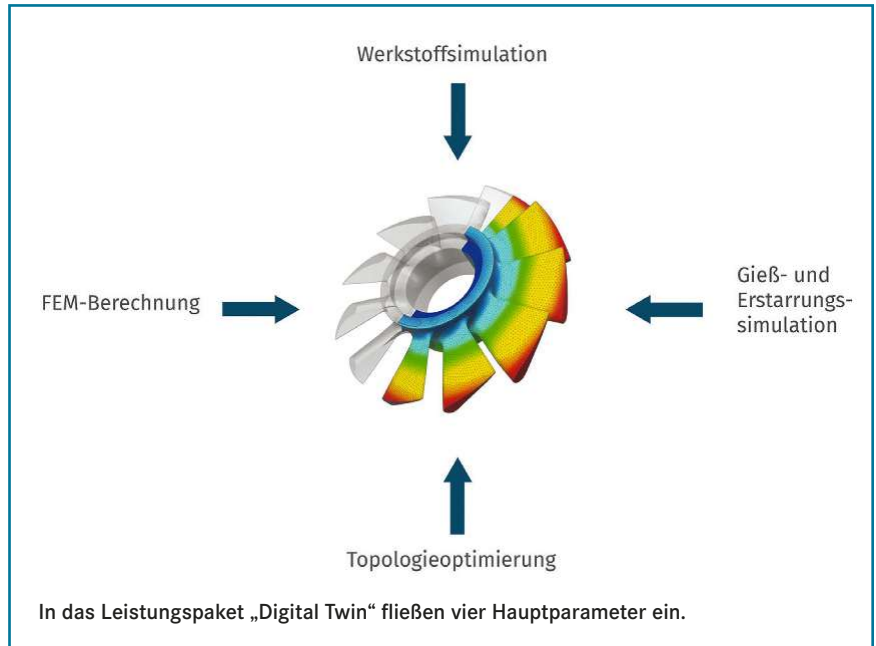 Werkstoffsimulation
FEM-Berechnung
Gieß- und
Erstarrungs-
simulation
Topologieoptimierung
In das Leistungspaket „Digital Twin“ fließen vier Hauptparameter ein.